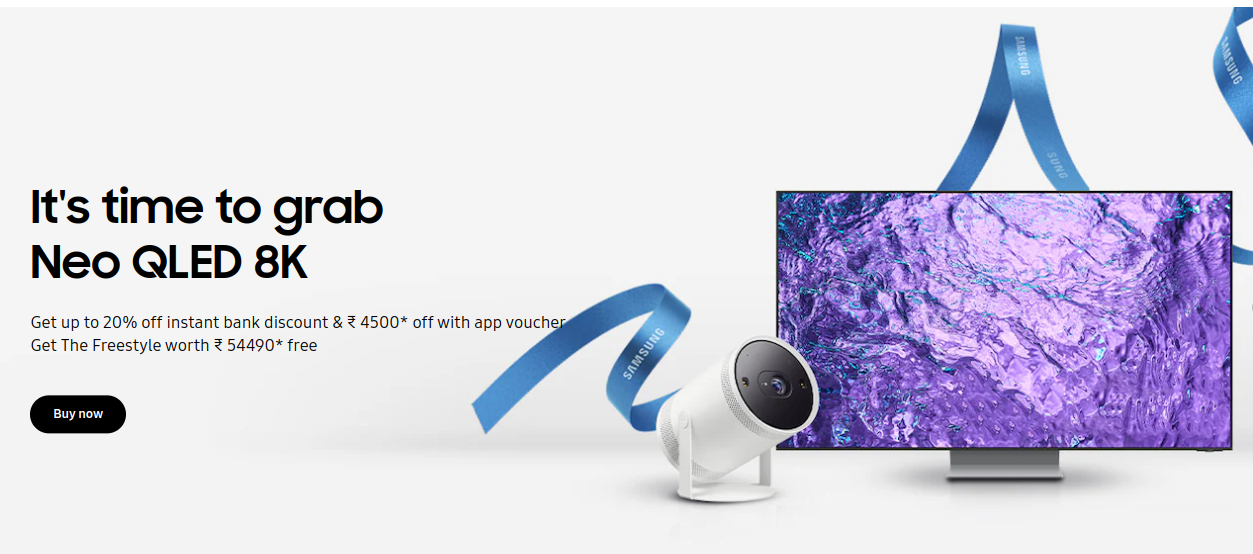 It's time to grab
Neo QLED 8K
Get up to 20% off instant bank discount & ₹ 4500* off with app voucher
Get The Freestyle worth ₹ 54490* free
Buy now
SAMSUNG
SAMSUNG
SUNG
SAMSUNG